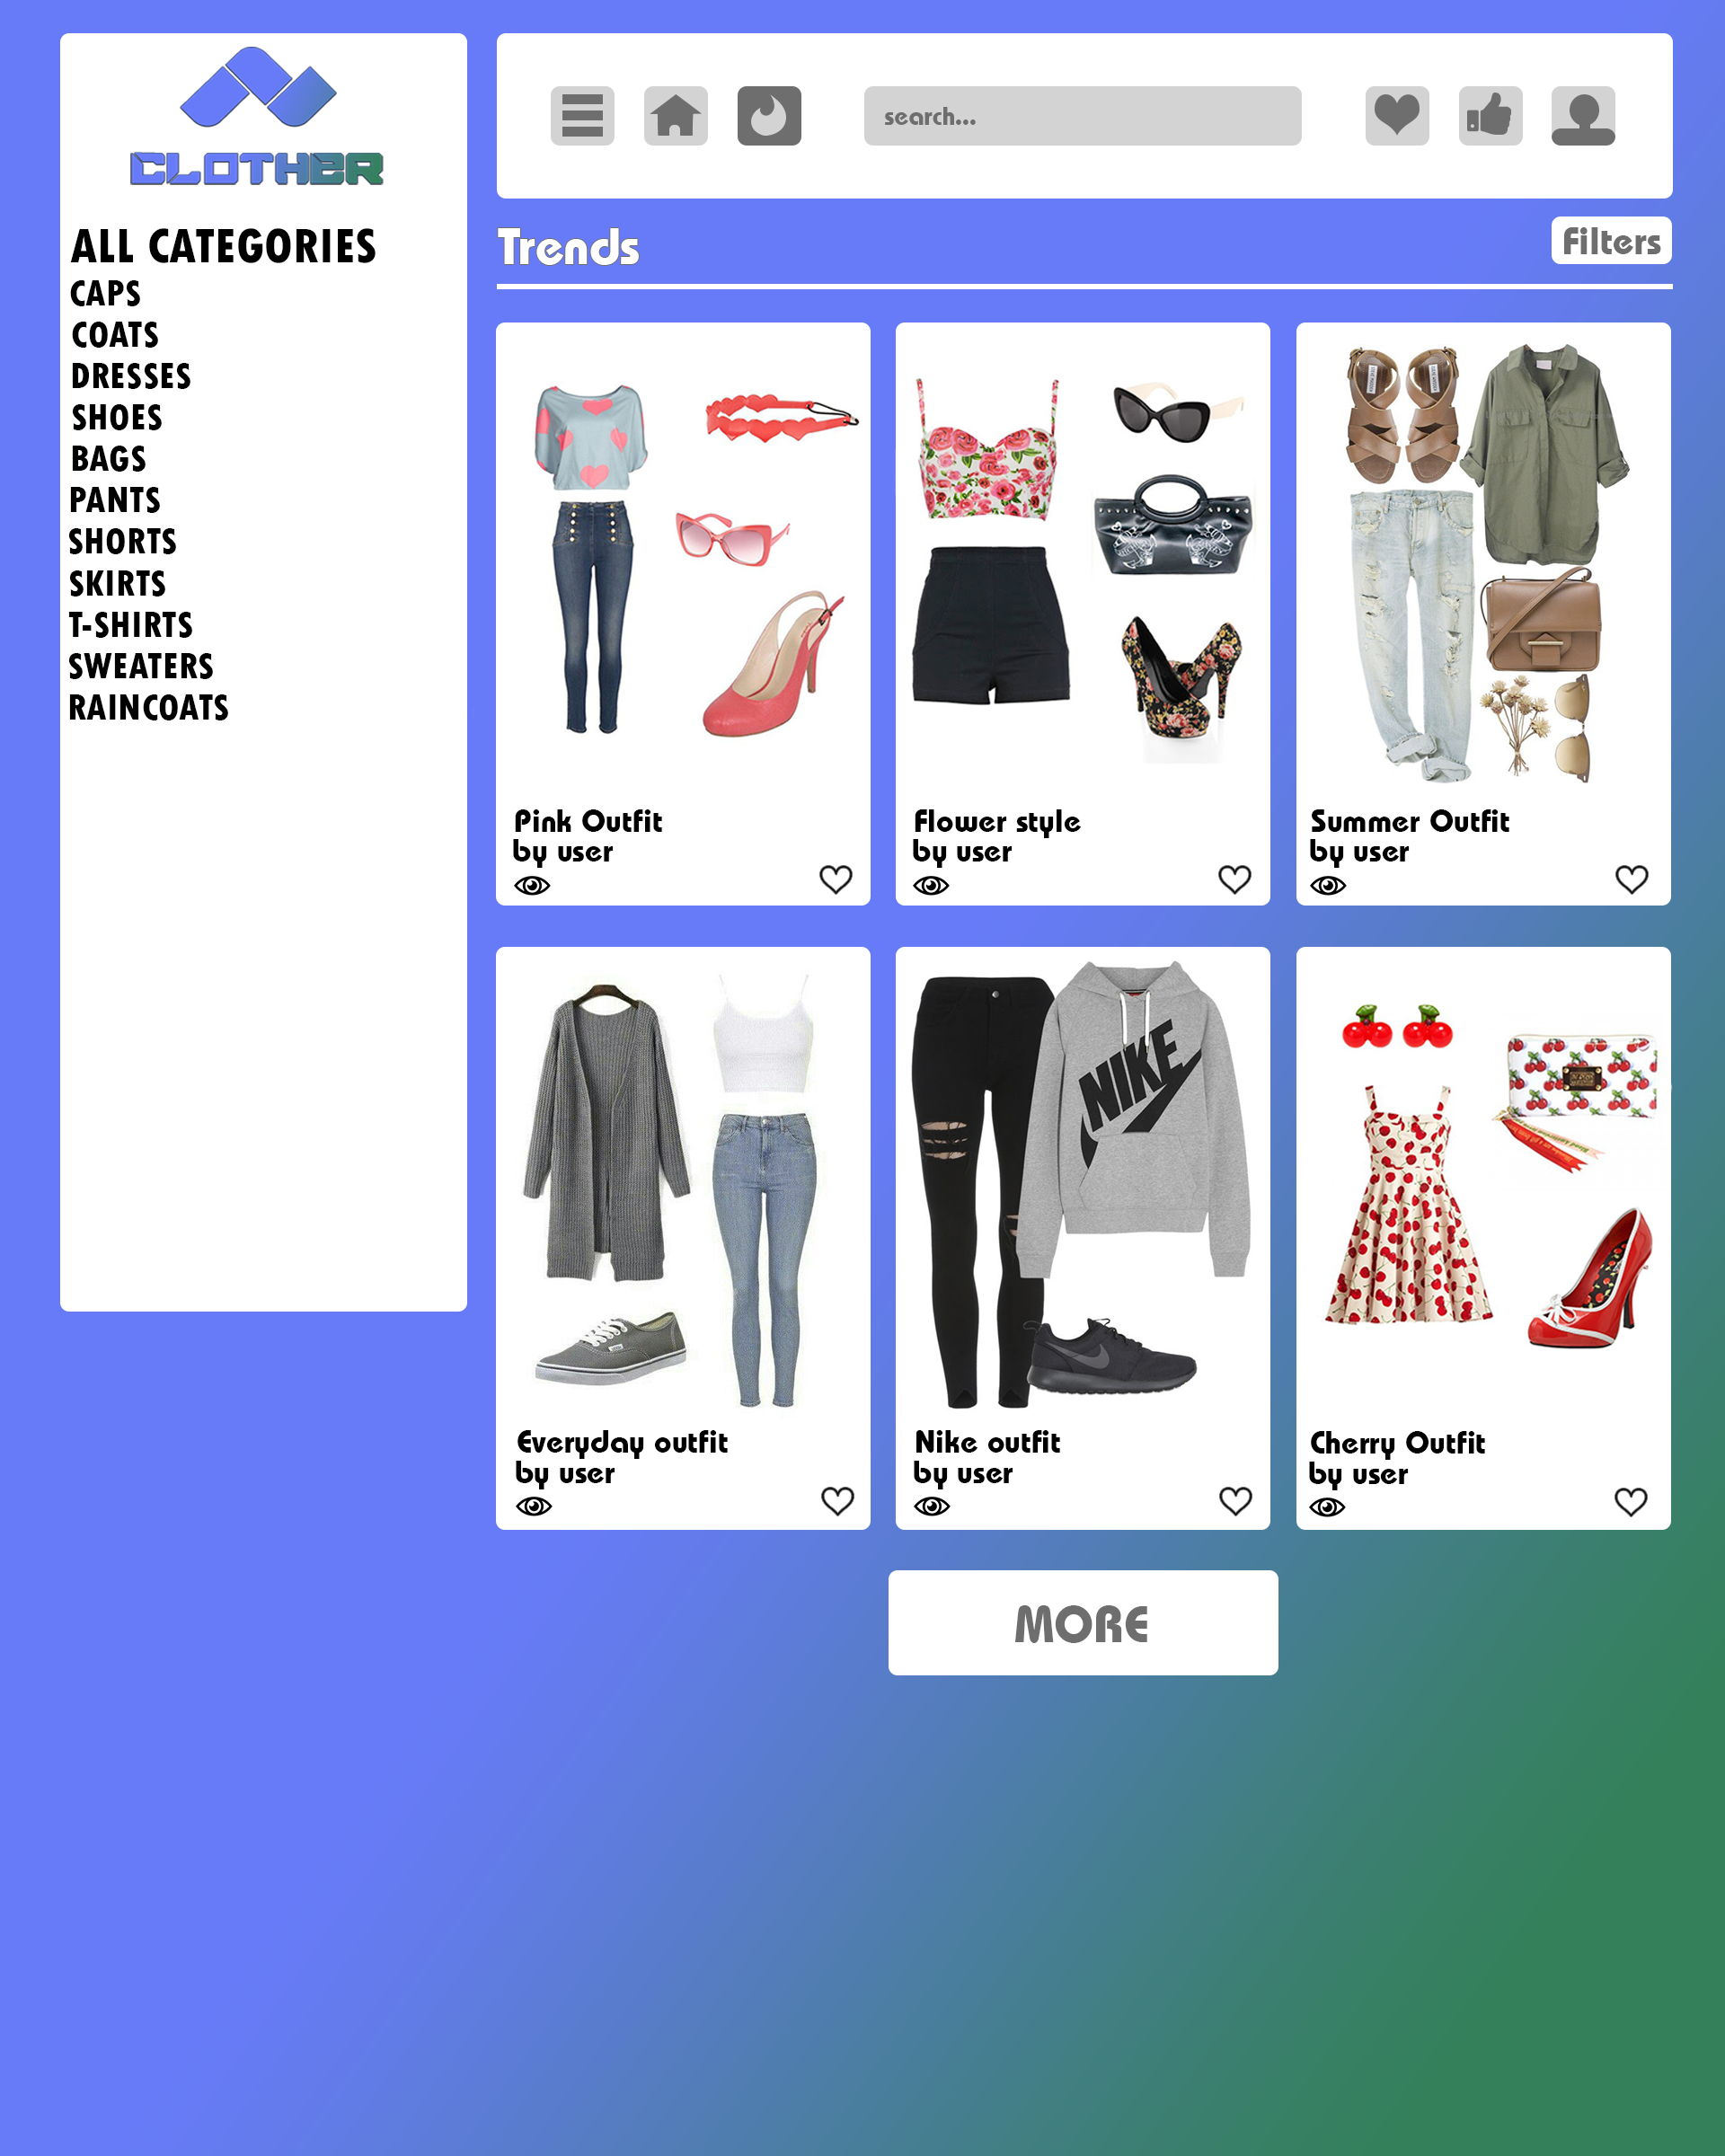 CLOTHER
ALL CATEGORIES
CAPS
COATS
DRESSES
SHOES
BAGS
PANTS
SHORTS
SKIRTS
T-SHIRTS
SWEATERS
RAINCOATS
search...
Trends
Filters
Pink Outfit
by user
Flower style
by user
Summer Outfit
by user
NIKE
Everyday outfit
by user
Nike outfit
by user
Cherry Outfit
by user
MORE